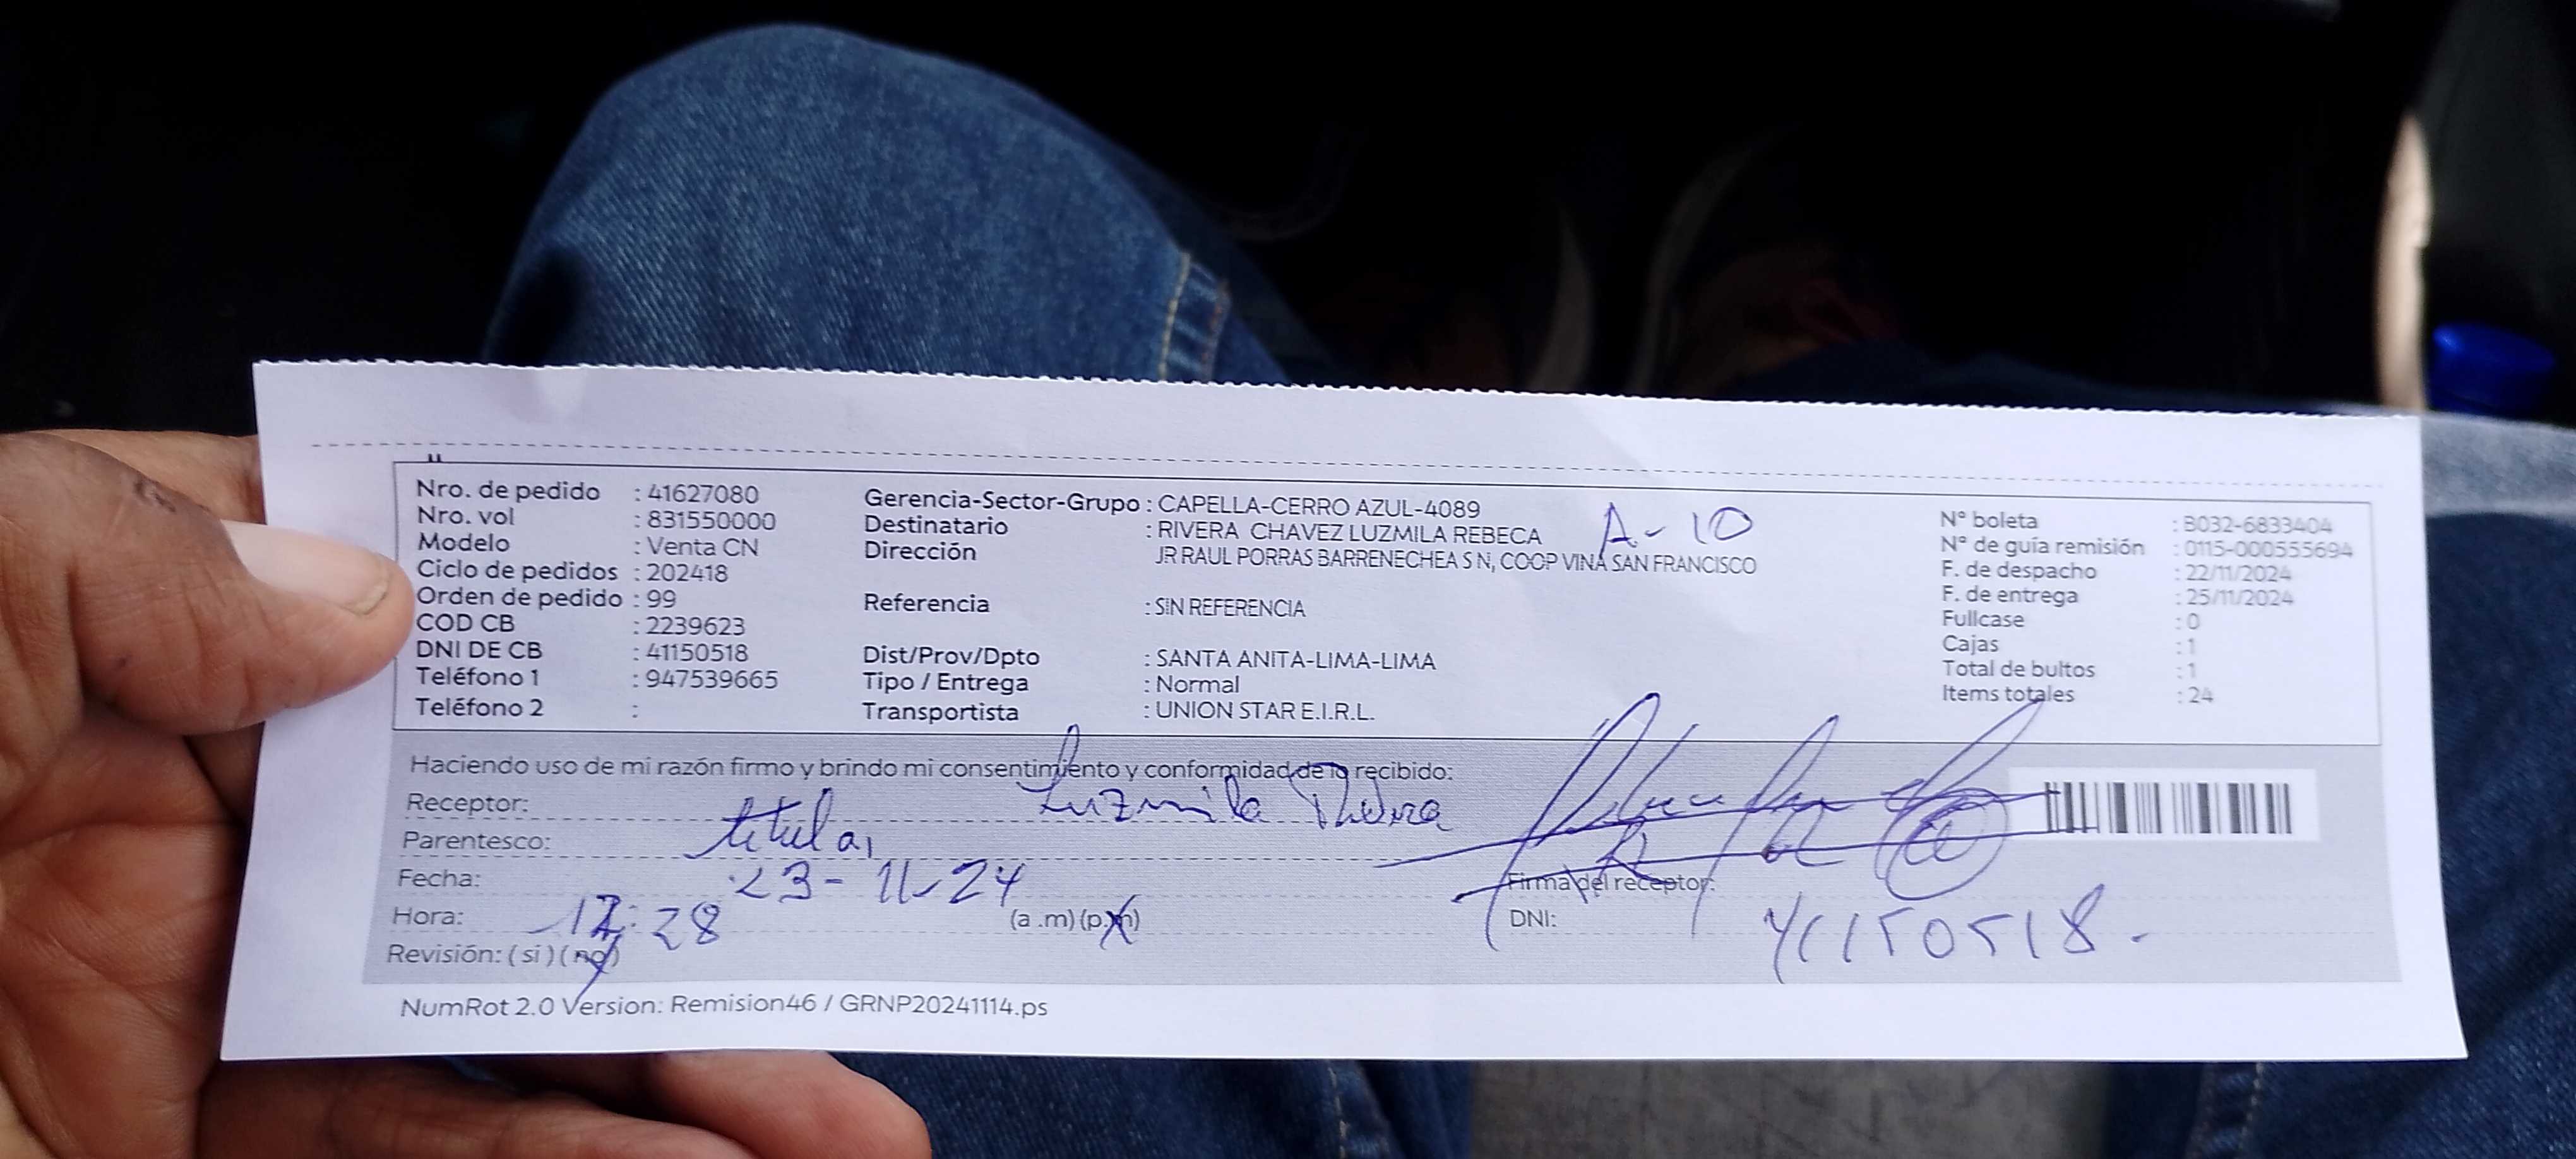 Nro. de pedido : 41627080
Nro. vol : 831550000
Modelo : Venta CN
Ciclo de pedidos : 202418
Orden de pedido : 99
COD CB : 2239623
DNI DE CB : 41150518
Teléfono 1 : 947539665
Teléfono 2 :
Gerencia-Sector-Grupo : CAPELLA-CERRO AZUL-4089
Destinatario : RIVERA CHAVEZ LUZMILA REBECA
A-10
Dirección JR RAUL PORRAS BARRENECHEA S N, COOP VIÑA SAN FRANCISCO
Referencia : SIN REFERENCIA
Dist/Prov/Dpto : SANTA ANITA-LIMA-LIMA
Tipo / Entrega : Normal
Transportista : UNION STAR E.I.R.L.
N° boleta : B032-6833404
N° de guía remisión : 0115-000555694
F. de despacho : 22/11/2024
F. de entrega : 25/11/2024
Fullcase : 0
Cajas : 1
Total de bultos : 1
Items totales : 24
Haciendo uso de mi razón firmo y brindo mi consentimiento y conformidad de lo recibido:
Receptor: Luzmila Rivera
Parentesco: titular
Fecha: 23-11-24
Hora: 12:28 (a .m) (p.m)
Revisión: ( si ) ( no )
Firma del receptor:
DNI: 41150518.
NumRot 2.0 Version: Remision46 / GRNP20241114.ps